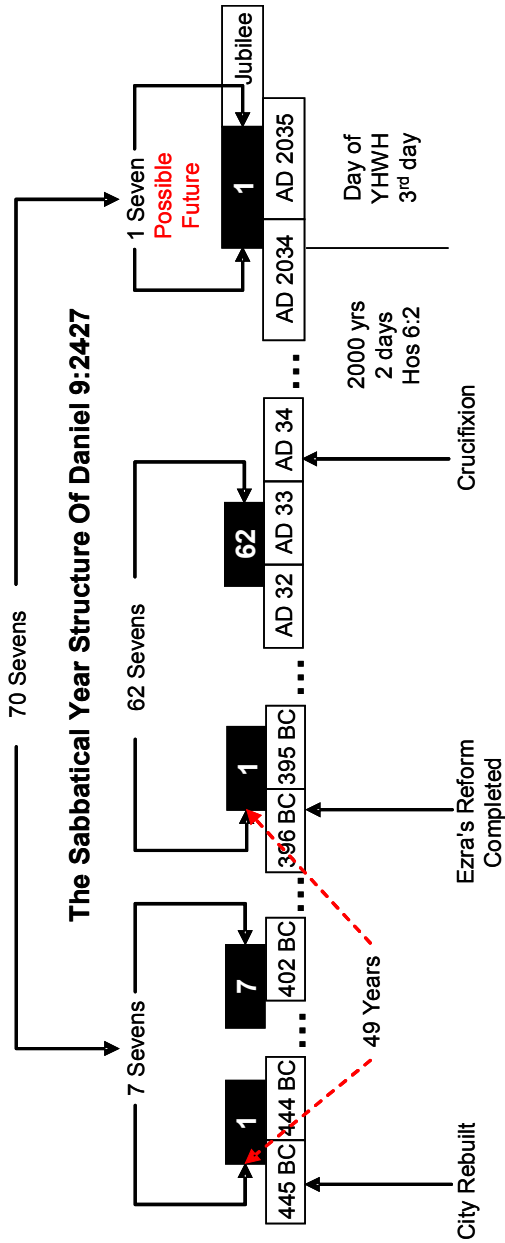 70 Sevens
The Sabbatical Year Structure Of Daniel 9:2427
7 Sevens
62 Sevens
1 Seven
Possible
Future
1
7
1
62
1
Jubilee
445 BC
444 BC
402 BC
396 BC
395 BC
AD 32
AD 33
AD 34
AD 2034
AD 2035
49 Years
2000 yrs
2 days
Hos 6:2
Day of
YHWH
3rd day
City Rebuilt
Ezra's Reform
Completed
Crucifixion